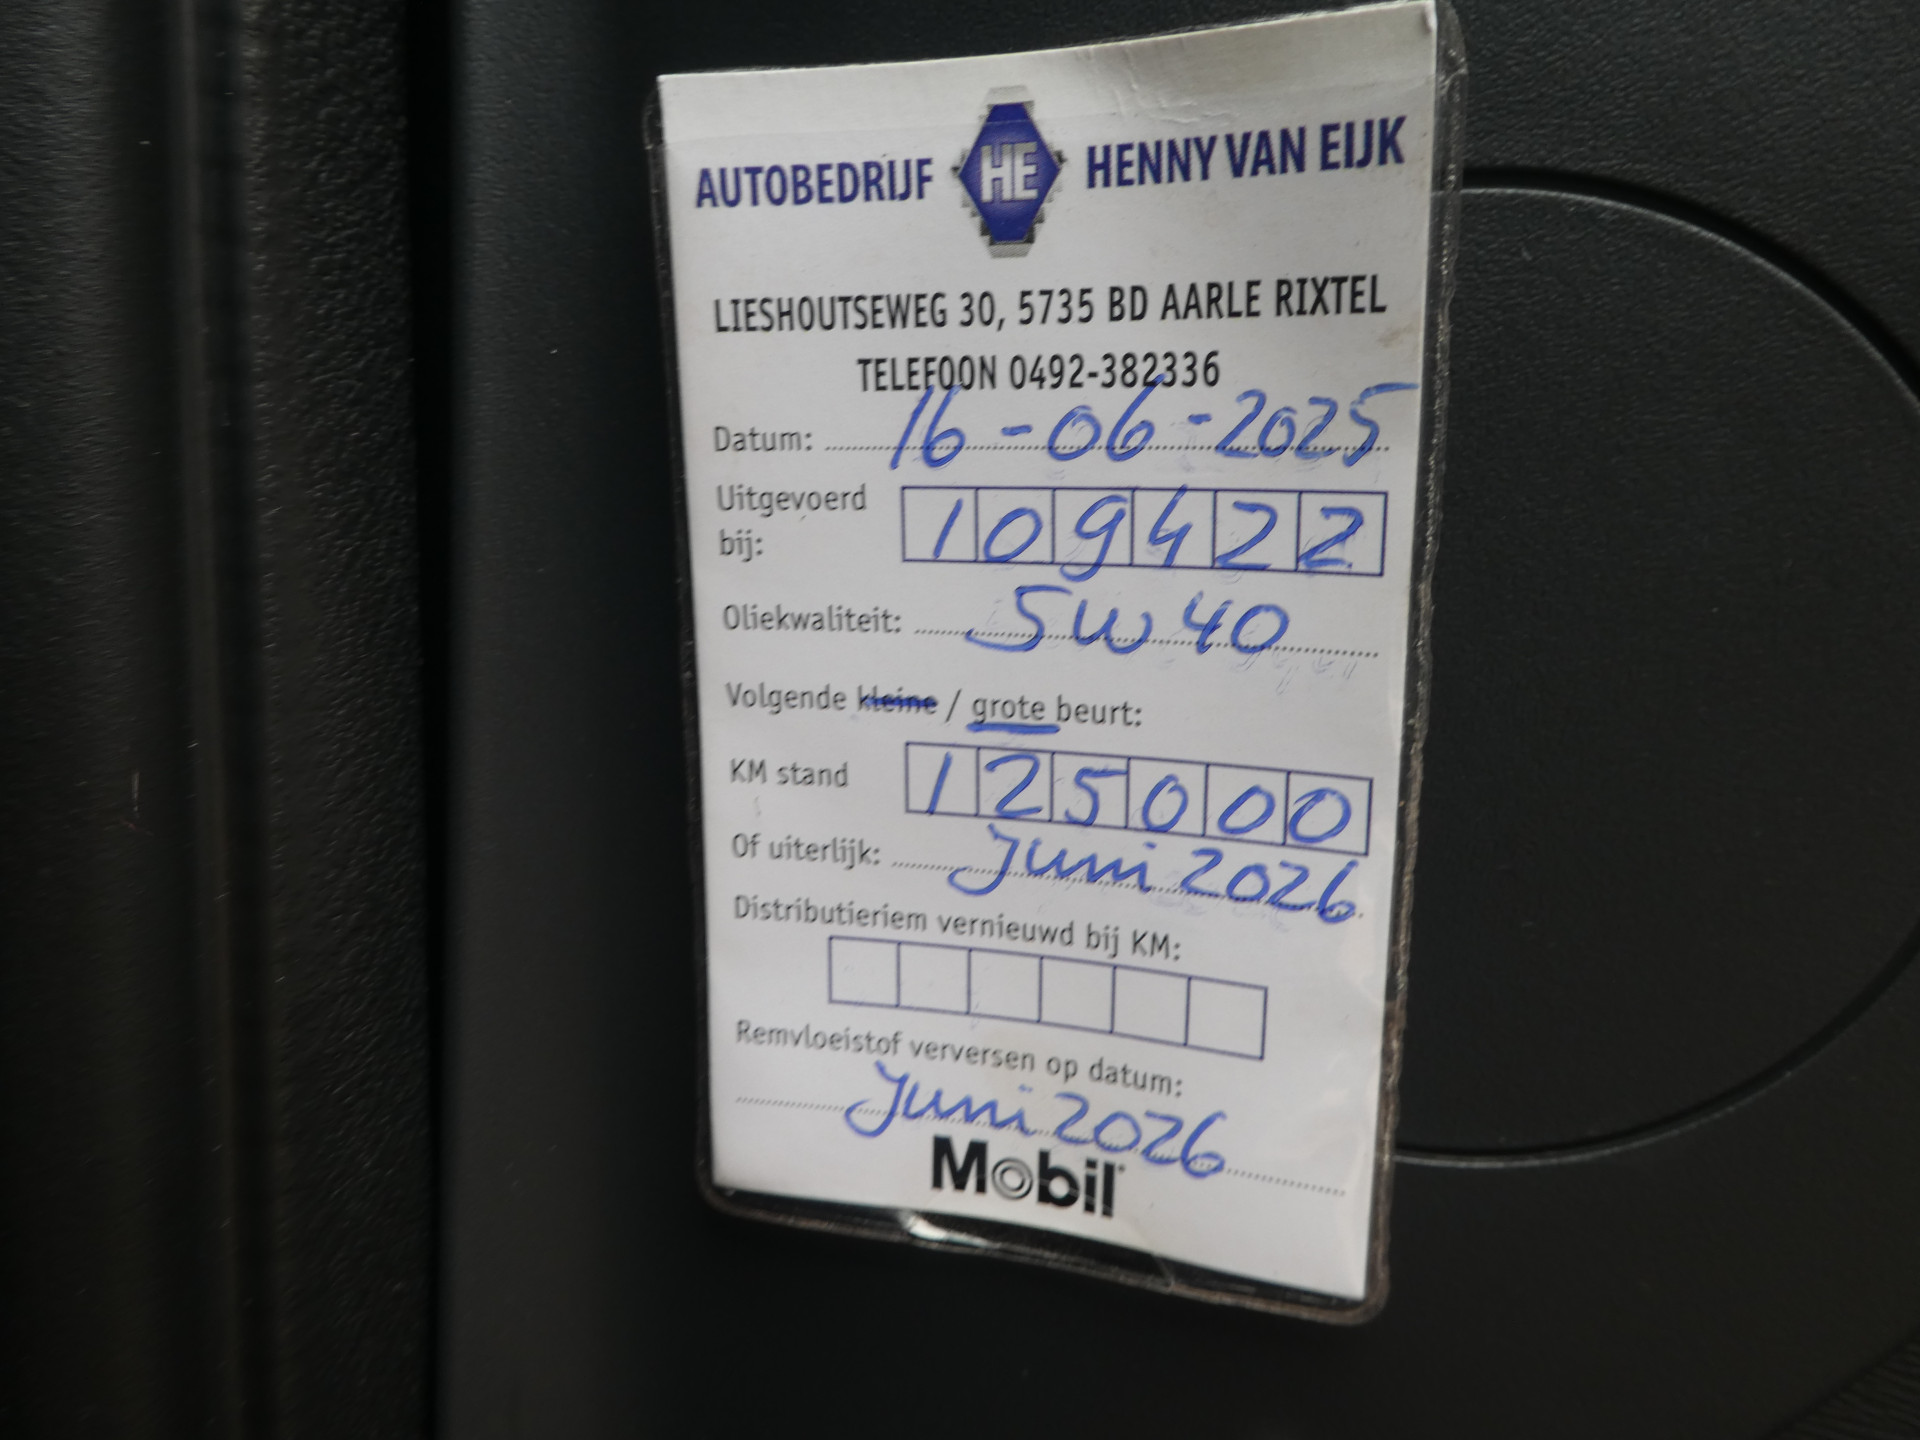 AUTOBEDRIJF HE HENNY VAN EIJK
LIESHOUTSEWEG 30, 5735 BD AARLE RIXTEL
TELEFOON 0492-382336
Datum: 16-06-2025
Uitgevoerd bij: 109422
Oliekwaliteit: 5W40
Volgende kleine / grote beurt:
KM stand 125000
Of uiterlijk: Juni 2026
Distributieriem vernieuwd bij KM:
Remvloeistof verversen op datum:
Juni 2026
Mobil